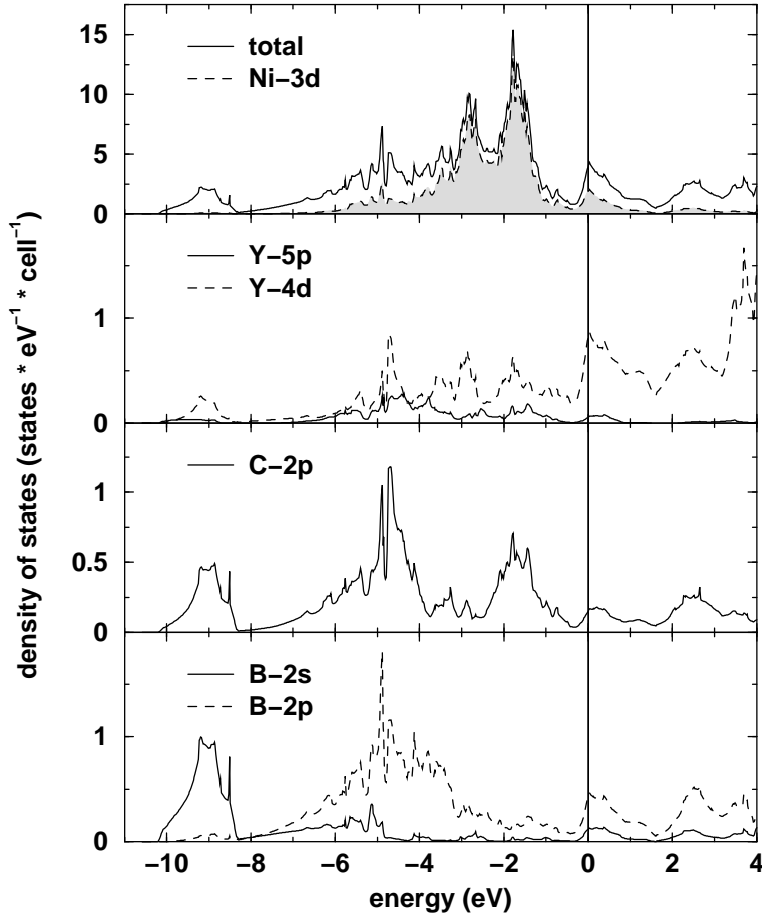 density of states (states * eV⁻¹ * cell⁻¹)
15
10
5
0
total
Ni−3d
1
0
Y−5p
Y−4d
1
0.5
0
C−2p
1
0
B−2s
B−2p
−10 −8 −6 −4 −2 0 2 4
energy (eV)